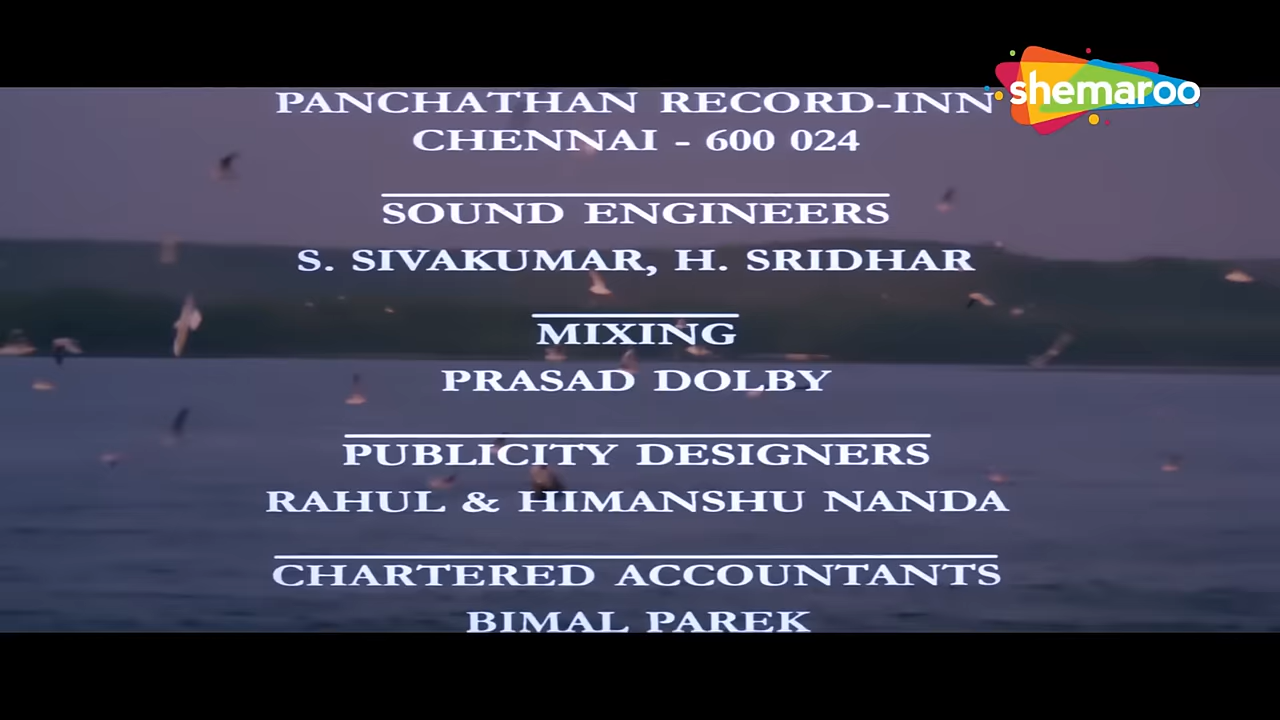 shemaroo
PANCHATHAN RECORD-INN
CHENNAI - 600 024
SOUND ENGINEERS
S. SIVAKUMAR, H. SRIDHAR
MIXING
PRASAD DOLBY
PUBLICITY DESIGNERS
RAHUL & HIMANSHU NANDA
CHARTERED ACCOUNTANTS
BIMAL PAREK